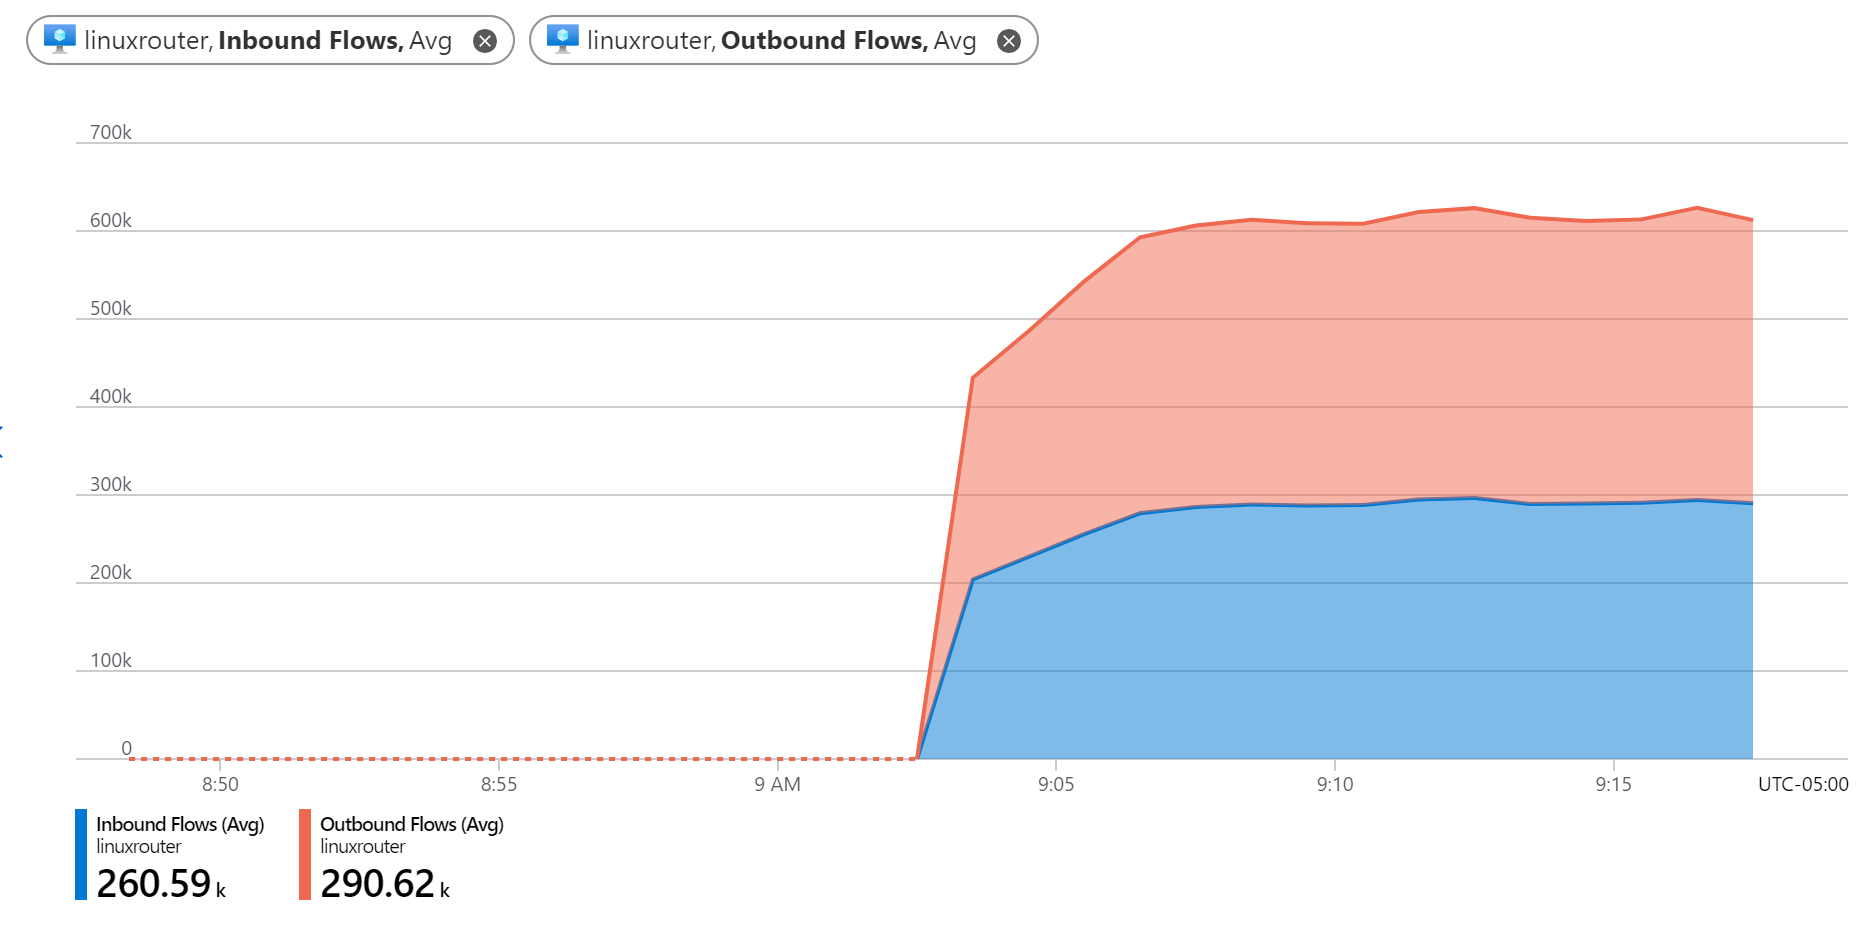 linuxrouter, Inbound Flows, Avg
linuxrouter, Outbound Flows, Avg
700k
600k
500k
400k
300k
200k
100k
0
8:50 8:55 9 AM 9:05 9:10 9:15 UTC-05:00
Inbound Flows (Avg)
linuxrouter
260.59 k
Outbound Flows (Avg)
linuxrouter
290.62 k